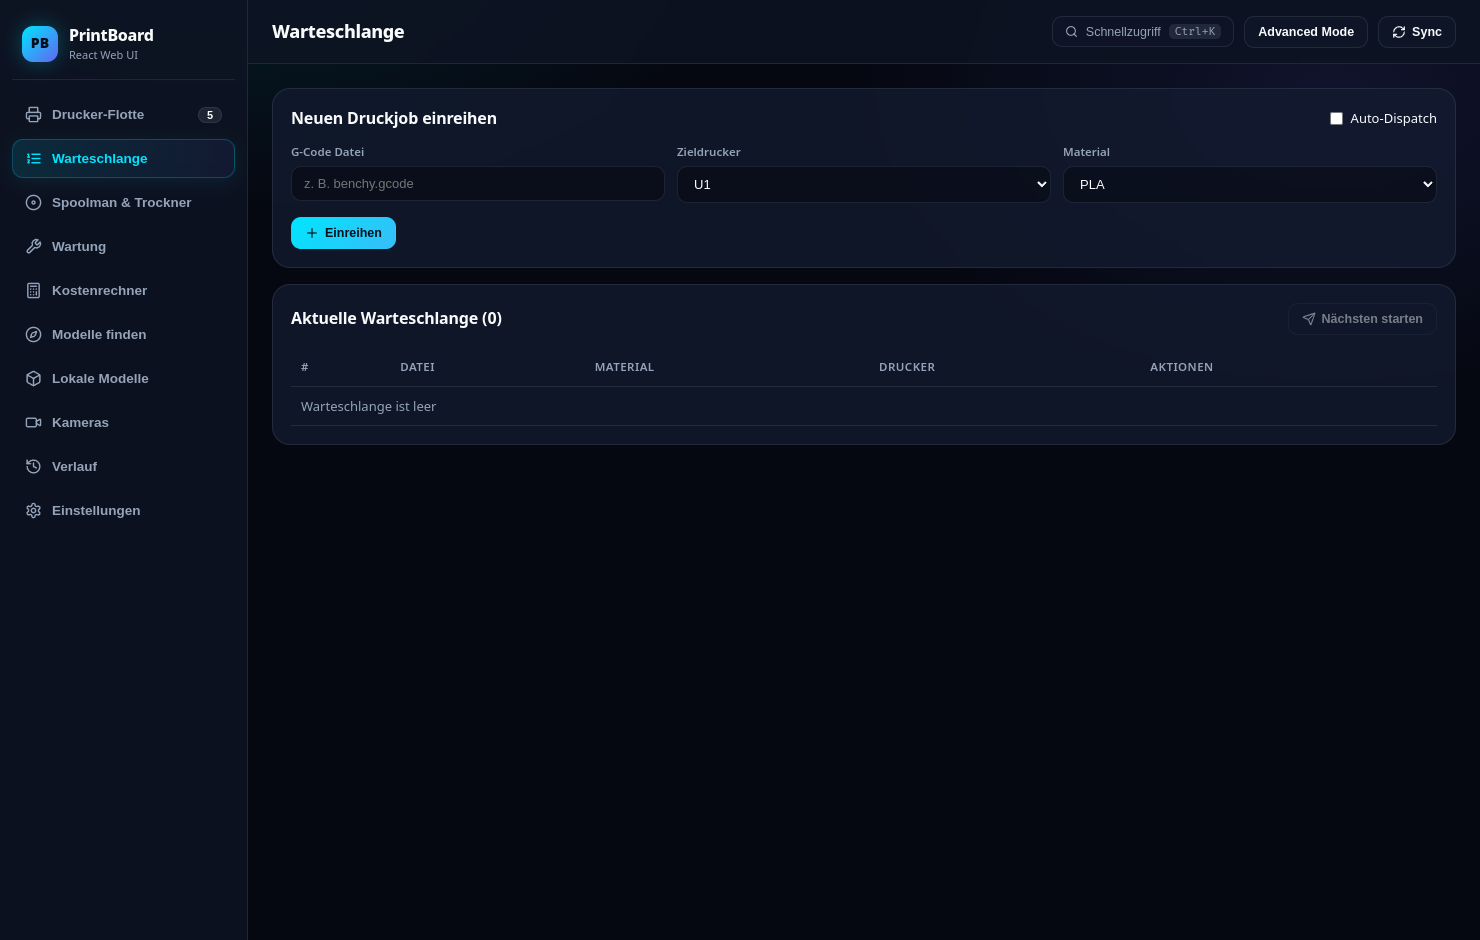 PB
PrintBoard
React Web UI
Drucker-Flotte 5
Warteschlange
Spoolman & Trockner
Wartung
Kostenrechner
Modelle finden
Lokale Modelle
Kameras
Verlauf
Einstellungen
Warteschlange
Schnellzugriff Ctrl+K
Advanced Mode
Sync
Neuen Druckjob einreihen
Auto-Dispatch
G-Code Datei Zieldrucker Material
z. B. benchy.gcode U1 PLA
Einreihen
Aktuelle Warteschlange (0)
Nächsten starten
# DATEI MATERIAL DRUCKER AKTIONEN
Warteschlange ist leer